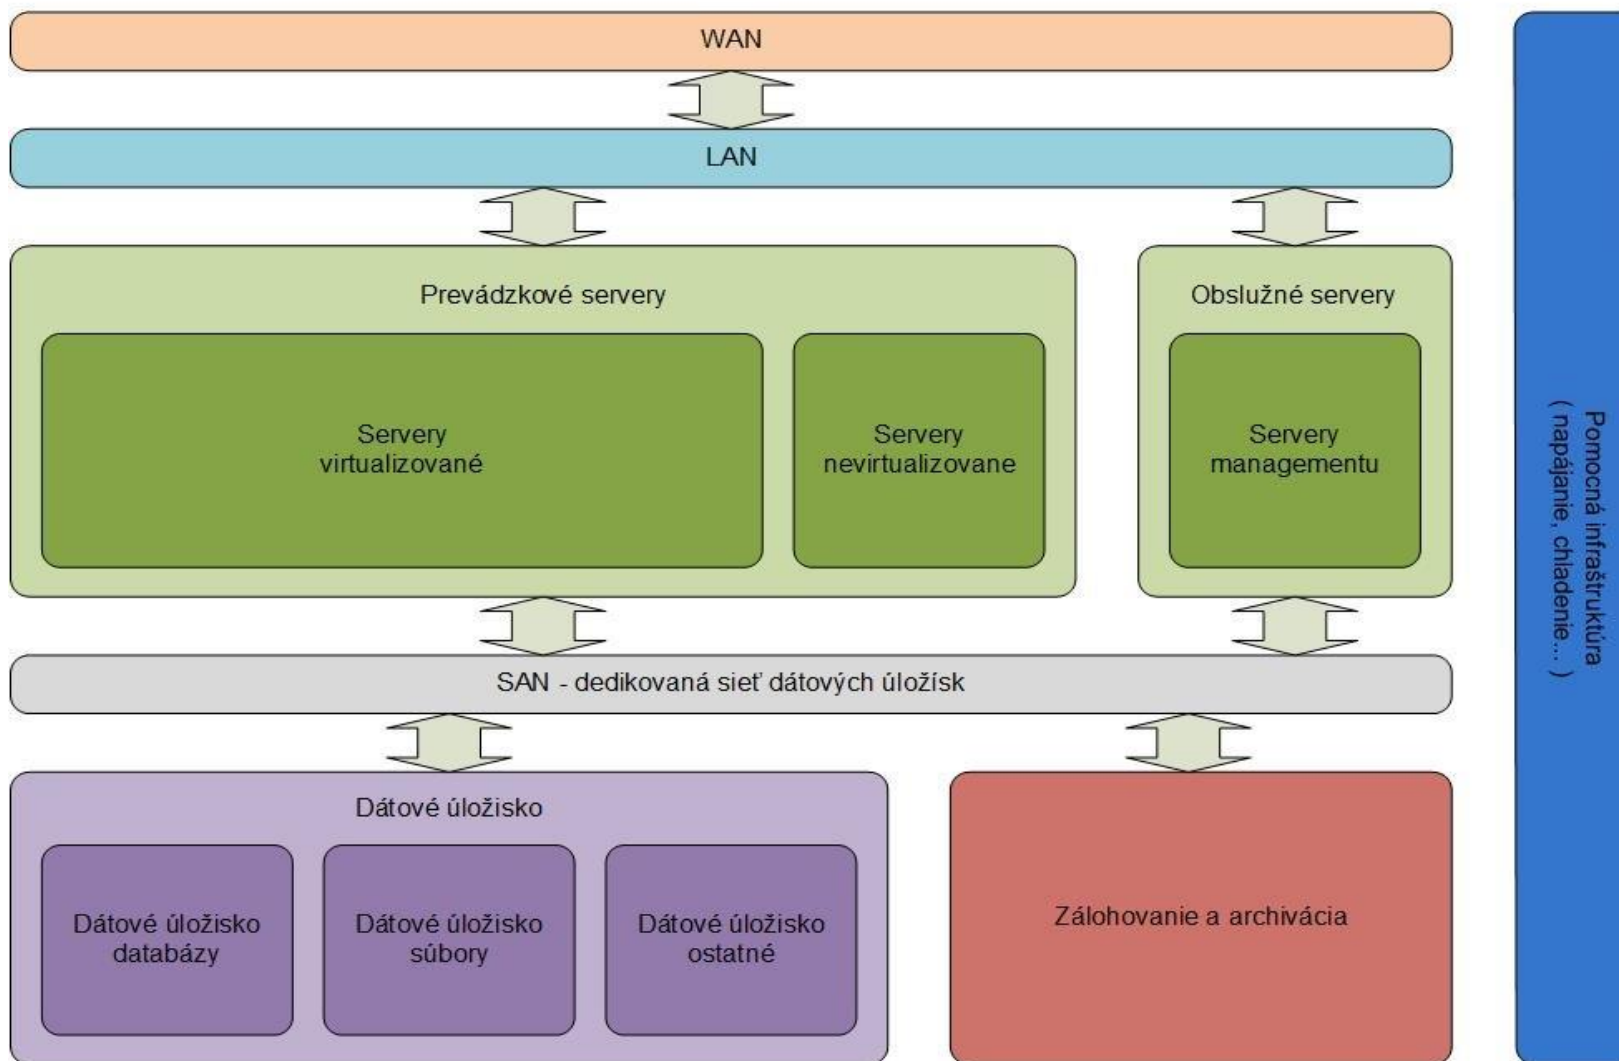 WAN
LAN
Prevádzkové servery
Obslužné servery
Servery
virtualizované
Servery
nevirtualizovane
Servery
managementu
SAN - dedikovaná sieť dátových úložísk
Dátové úložisko
Dátové úložisko
databázy
Dátové úložisko
súbory
Dátové úložisko
ostatné
Zálohovanie a archivácia
Pomocná infraštruktúra
( napájanie, chladenie... )